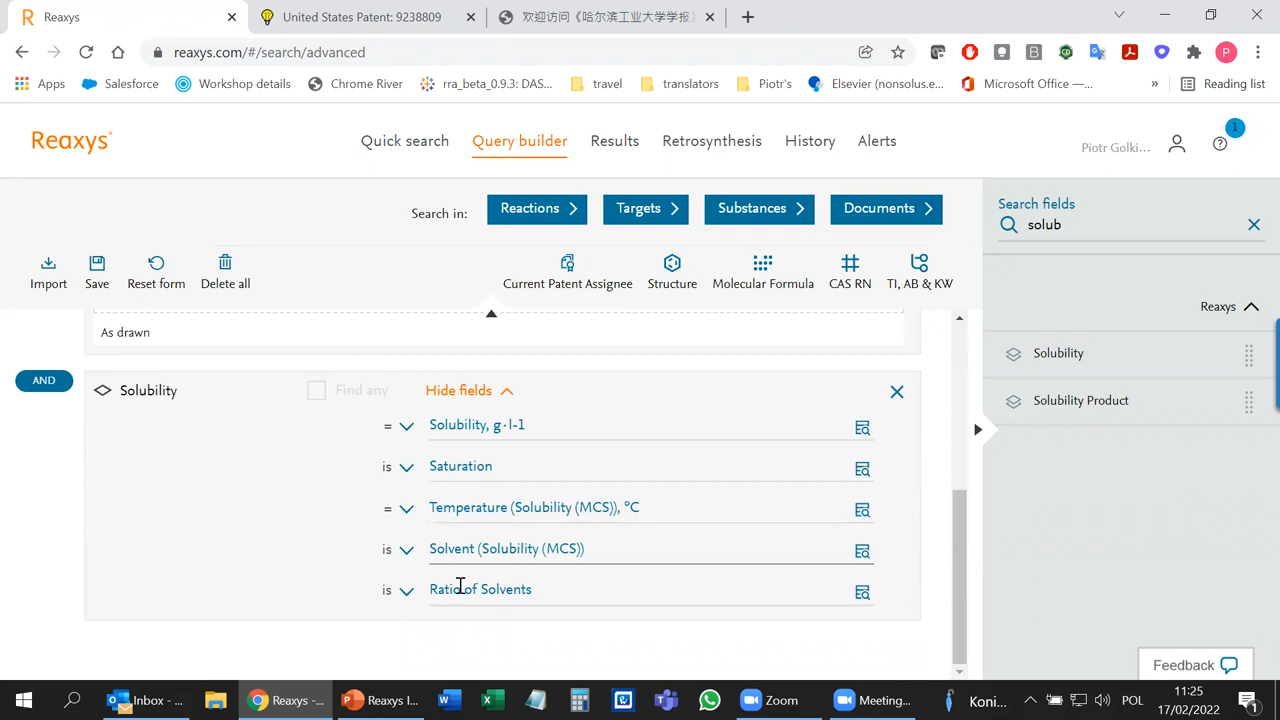 Reaxys
United States Patent: 9238809
欢迎访问《哈尔滨工业大学学报》
reaxys.com/#/search/advanced
P
Apps
Salesforce
Workshop details
Chrome River
rra_beta_0.9.3: DAS...
travel
translators
Piotr's
Elsevier (nonsolus.e...
Microsoft Office —...
»
Reading list
Reaxys®
Quick search
Query builder
Results
Retrosynthesis
History
Alerts
Piotr Golki...
1
Search in:
Reactions
Targets
Substances
Documents
Search fields
solub
Import
Save
Reset form
Delete all
Current Patent Assignee
Structure
Molecular Formula
CAS RN
TI, AB & KW
As drawn
Reaxys
Solubility
Solubility Product
AND
Solubility
Find any
Hide fields
= Solubility, g·l-1
is Saturation
= Temperature (Solubility (MCS)), °C
is Solvent (Solubility (MCS))
is Ratio of Solvents
Feedback
Inbox - ...
Reaxys -...
Reaxys I...
Zoom
Meeting...
Koni...
POL
11:25
17/02/2022
1